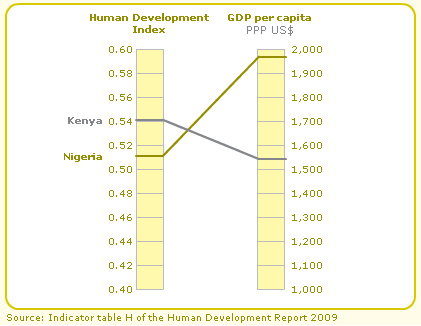 Human Development GDP per capita
Index PPP US$
0.60 2,000
0.58 1,900
0.56 1,800
Kenya 0.54 1,700
0.52 1,600
Nigeria 0.50 1,500
0.48 1,400
0.46 1,300
0.44 1,200
0.42 1,100
0.40 1,000
Source: Indicator table H of the Human Development Report 2009